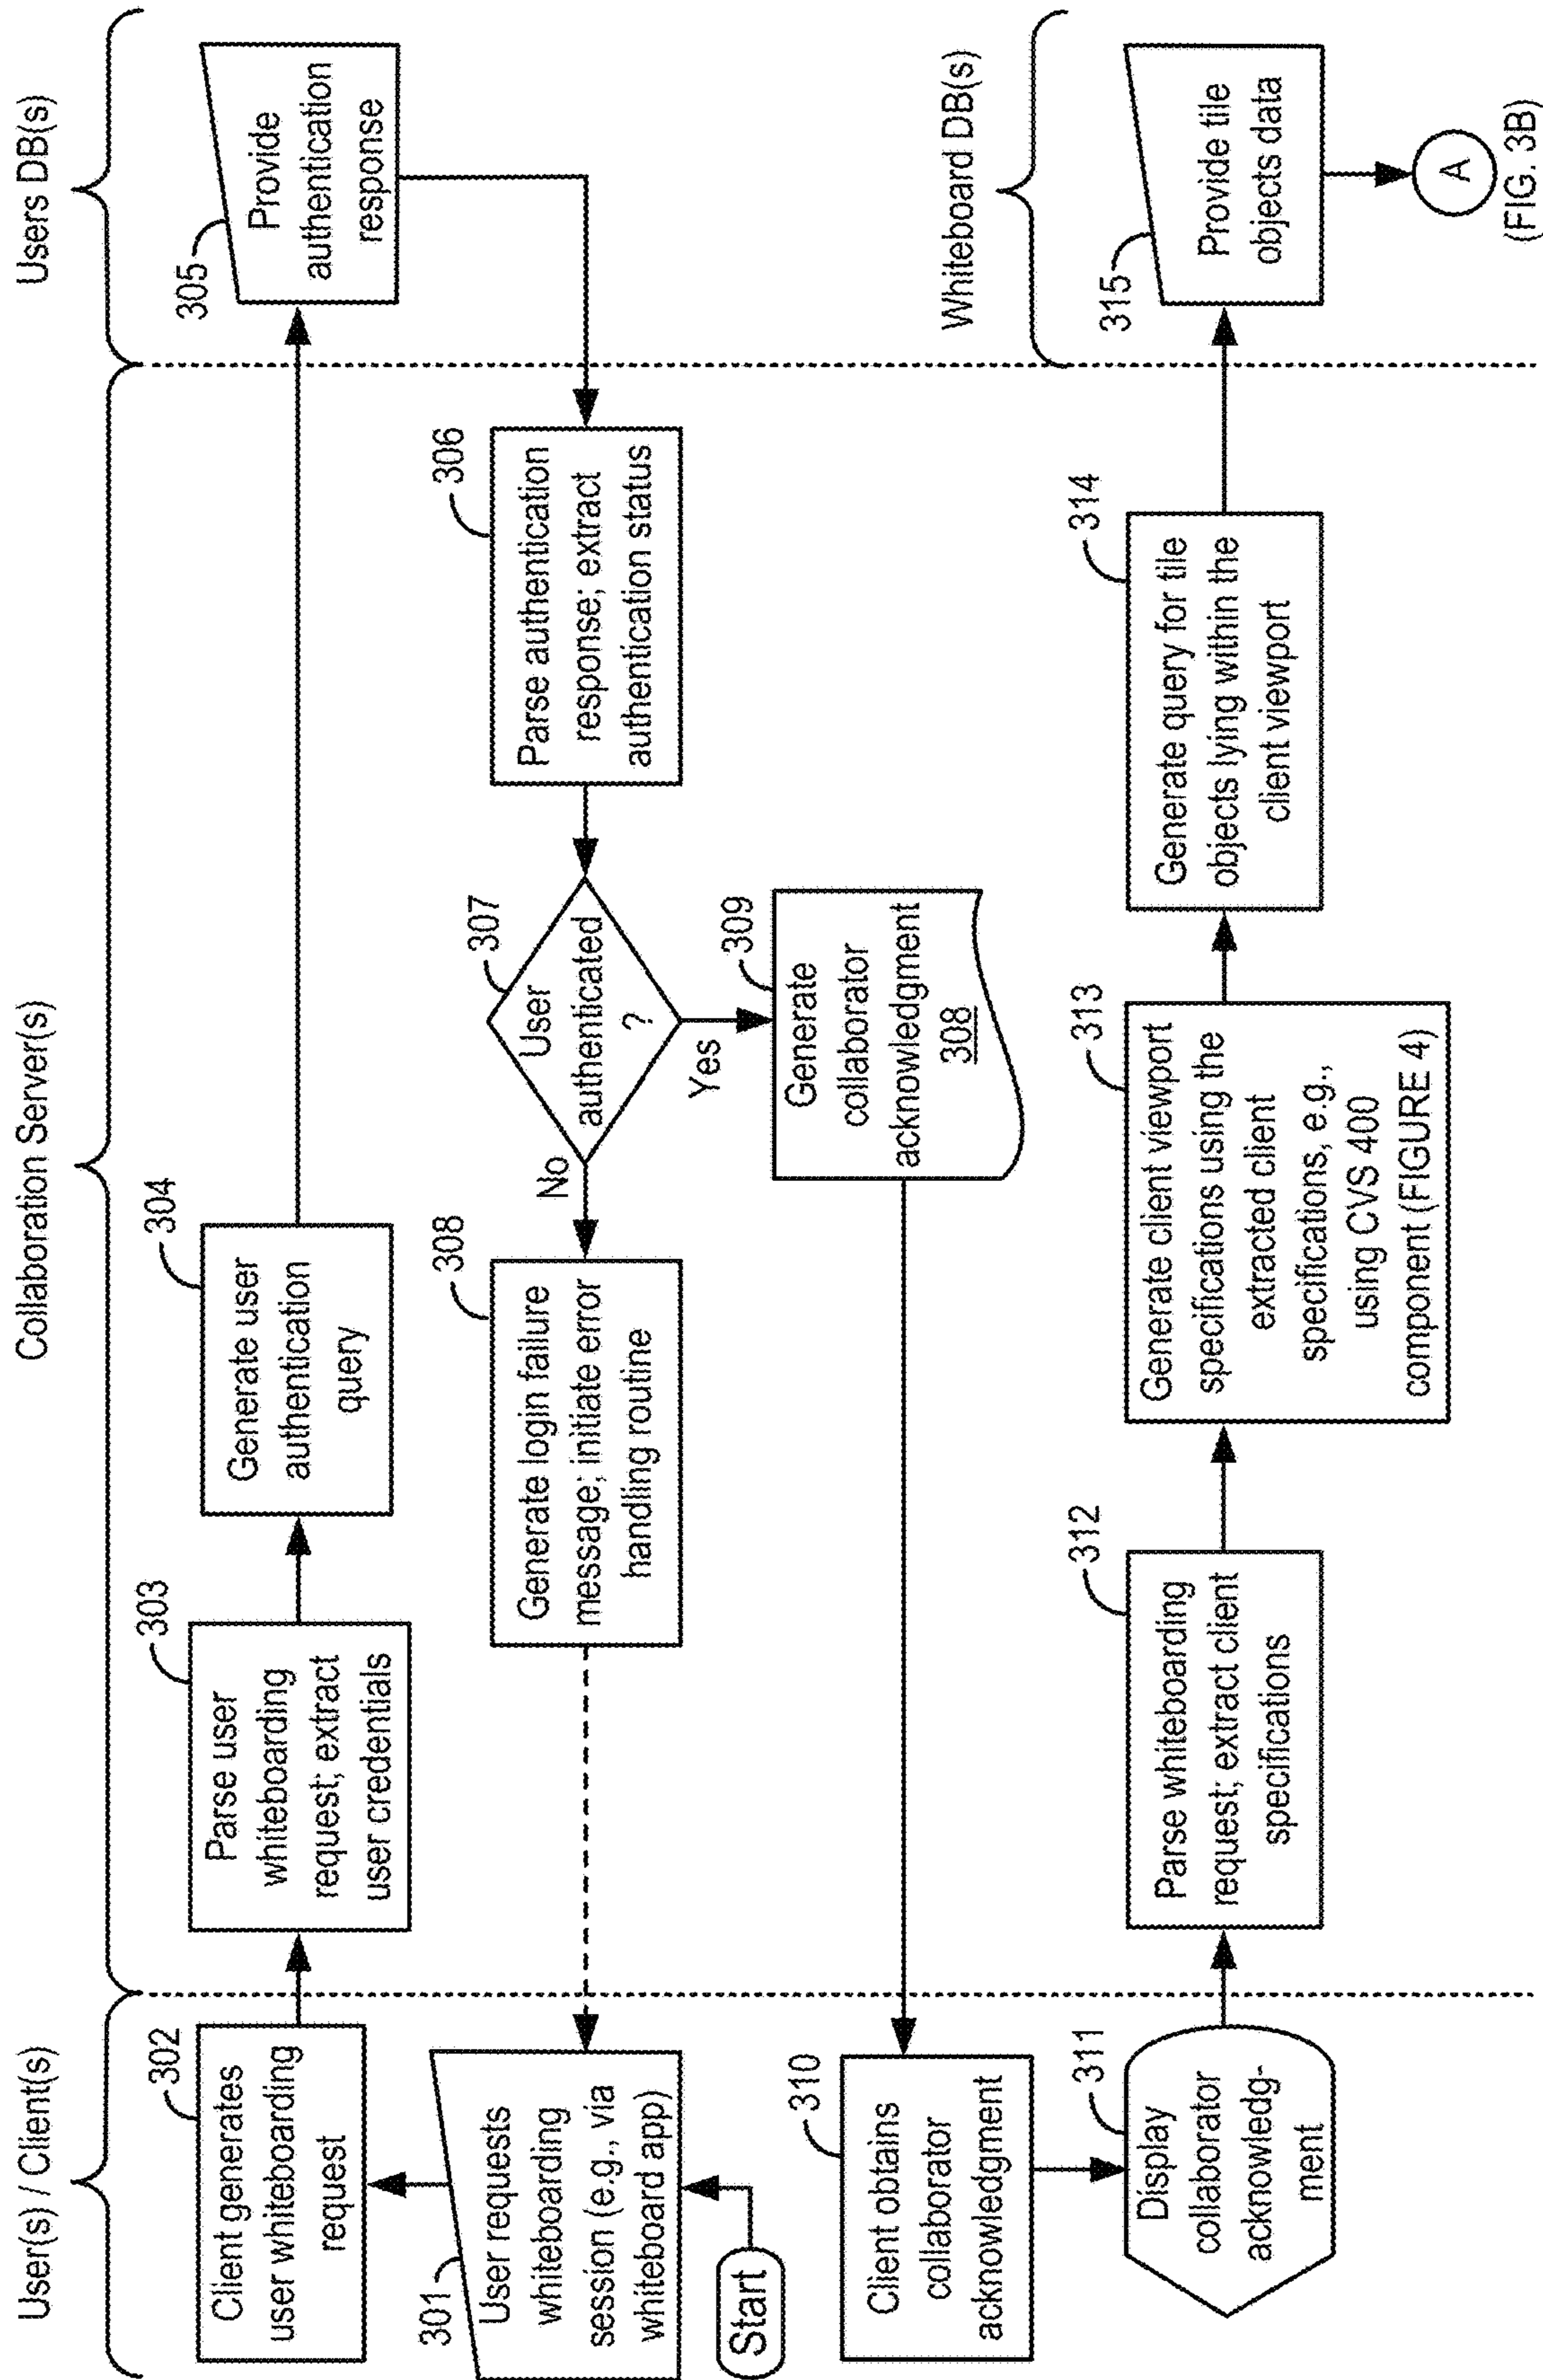 User(s) / Client(s)
Collaboration Server(s)
Users DB(s)
302
Client generates
user whiteboarding
request
303
Parse user
whiteboarding
request; extract
user credentials
304
Generate user
authentication
query
305
Provide
authentication
response
301
User requests
whiteboarding
session (e.g., via
whiteboard app)
Start
308
Generate login failure
message; initiate error
handling routine
No
307
User
authenticated
?
Yes
306
Parse authentication
response; extract
authentication status
309
Generate
collaborator
acknowledgment
308
310
Client obtains
collaborator
acknowledgment
Whiteboard DB(s)
311
Display
collaborator
acknowledg-
ment
312
Parse whiteboarding
request; extract client
specifications
313
Generate client viewport
specifications using the
extracted client
specifications, e.g.,
using CVS 400
component (FIGURE 4)
314
Generate query for tile
objects lying within the
client viewport
315
Provide tile
objects data
A
(FIG. 3B)